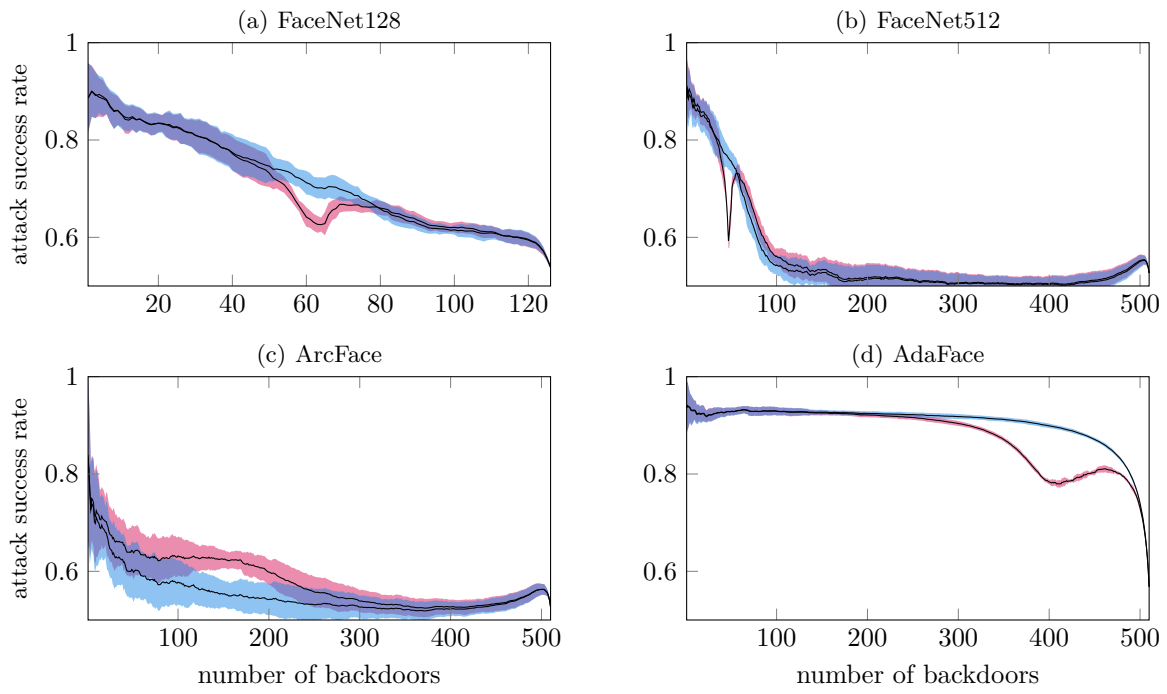 (a) FaceNet128
1
0.8
0.6
attack success rate
20 40 60 80 100 120
(b) FaceNet512
1
0.8
0.6
100 200 300 400 500
(c) ArcFace
1
0.8
0.6
attack success rate
100 200 300 400 500
number of backdoors
(d) AdaFace
1
0.8
0.6
100 200 300 400 500
number of backdoors